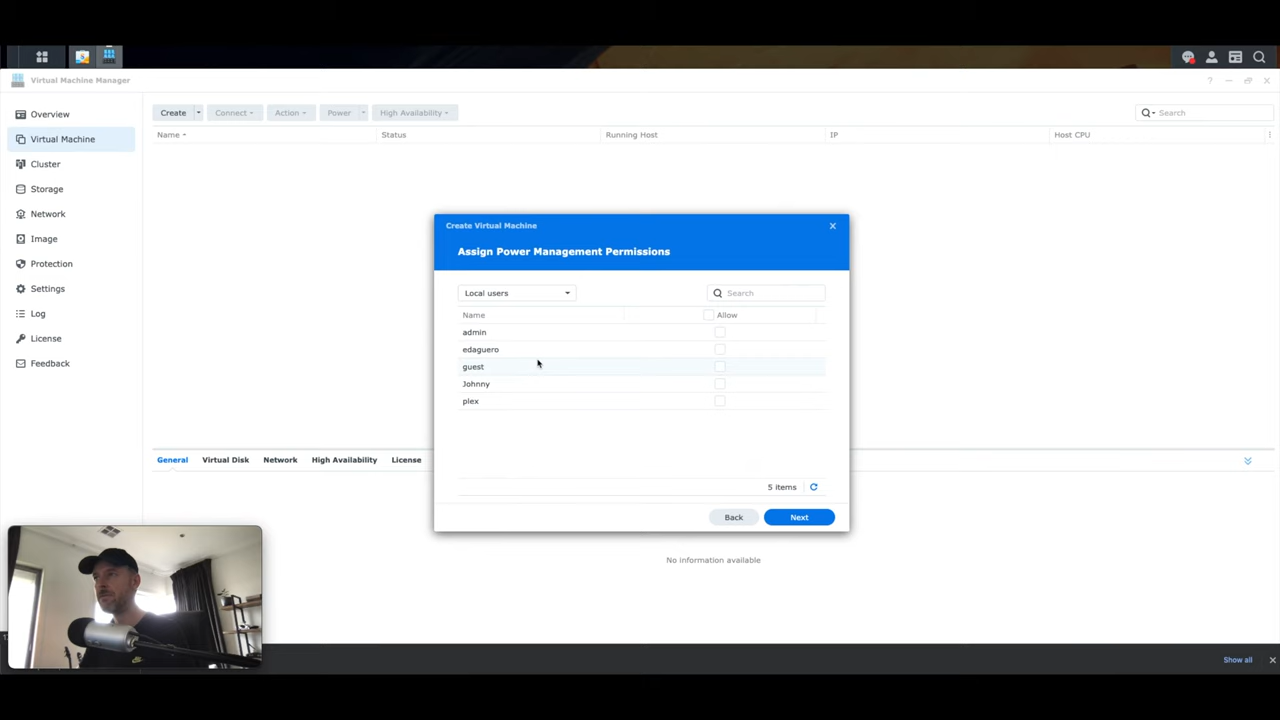 Virtual Machine Manager
Overview
Virtual Machine
Cluster
Storage
Network
Image
Protection
Settings
Log
License
Feedback
Create Connect Action Power High Availability
Search
Name Status Running Host IP Host CPU
Create Virtual Machine
Assign Power Management Permissions
Local users
Search
Name Allow
admin
edaguero
guest
Johnny
plex
5 items
Back Next
General Virtual Disk Network High Availability License
No information available
Show all